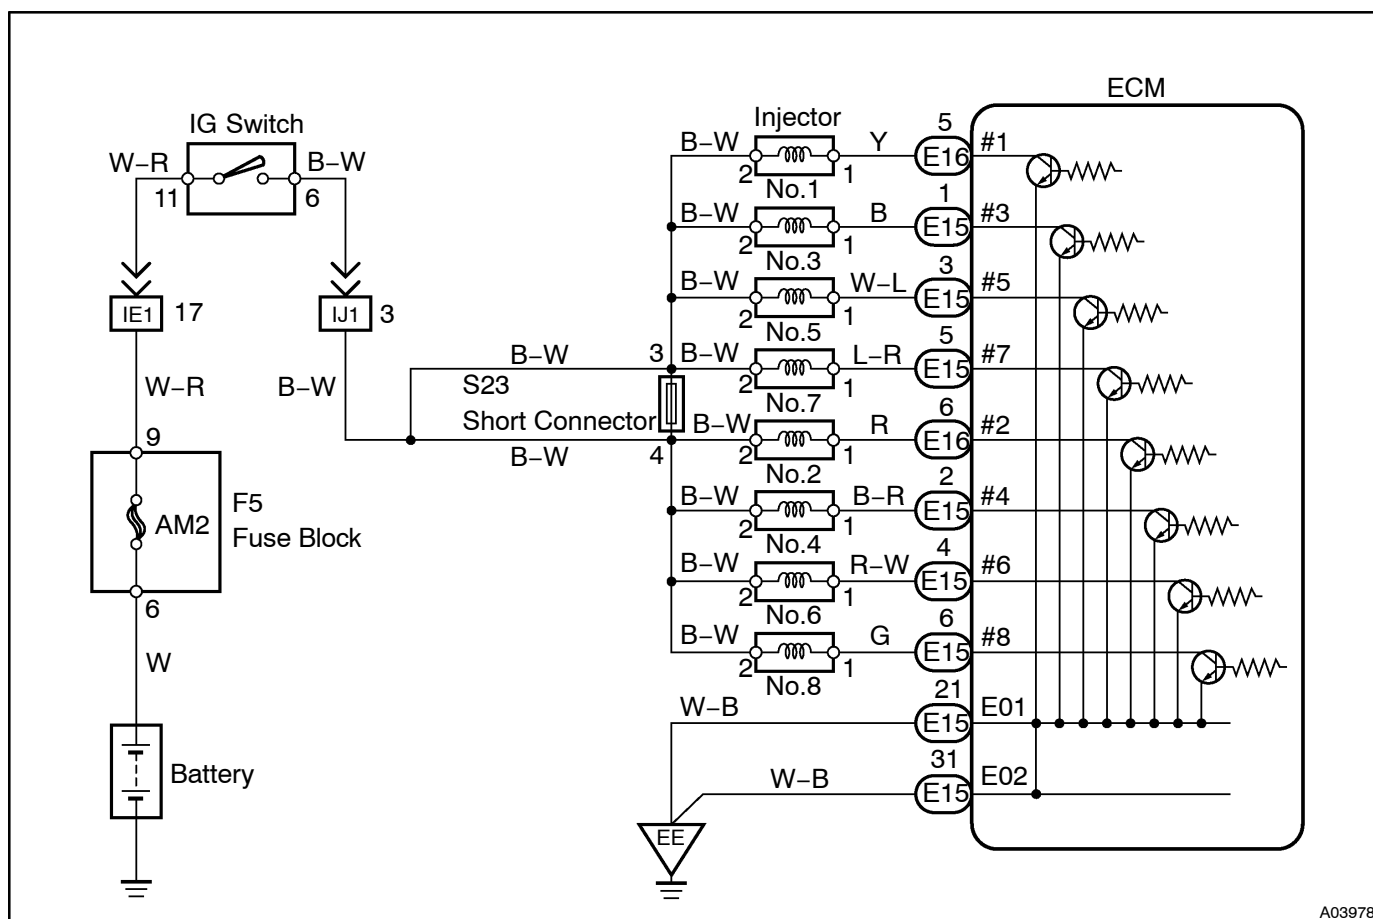 ECM
IG Switch
W–R
B–W
11
6
IE1
17
IJ1
3
W–R
B–W
9
AM2
F5
Fuse Block
6
W
Battery
B–W
3
S23
Short Connector
B–W
4
Injector
B–W
2
No.1
1
Y
5
E16
#1
B–W
2
No.3
1
B
1
E15
#3
B–W
2
No.5
1
W–L
3
E15
#5
B–W
2
No.7
1
L–R
5
E15
#7
B–W
2
No.2
1
R
6
E16
#2
B–W
2
No.4
1
B–R
2
E15
#4
B–W
2
No.6
1
R–W
4
E15
#6
B–W
2
No.8
1
G
6
E15
#8
W–B
21
E15
E01
W–B
31
E15
E02
EE
A03978